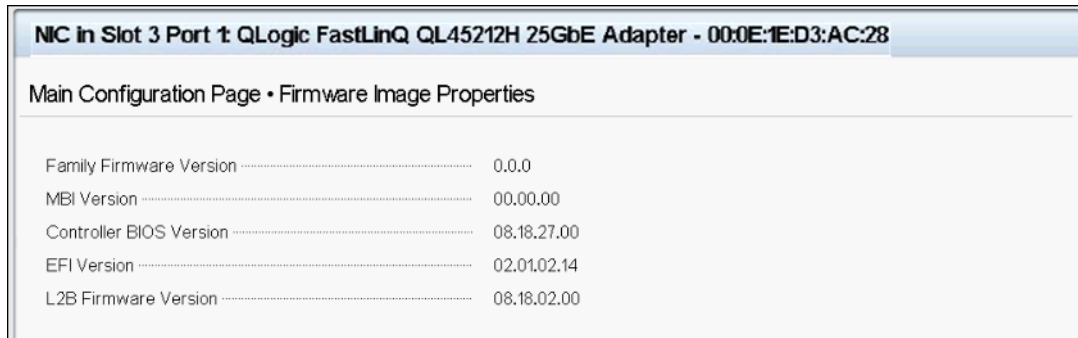 NIC in Slot 3 Port 1: QLogic FastLinQ QL45212H 25GbE Adapter - 00:0E:1E:D3:AC:28
Main Configuration Page • Firmware Image Properties
Family Firmware Version 0.0.0
MBI Version 00.00.00
Controller BIOS Version 08.18.27.00
EFI Version 02.01.02.14
L2B Firmware Version 08.18.02.00